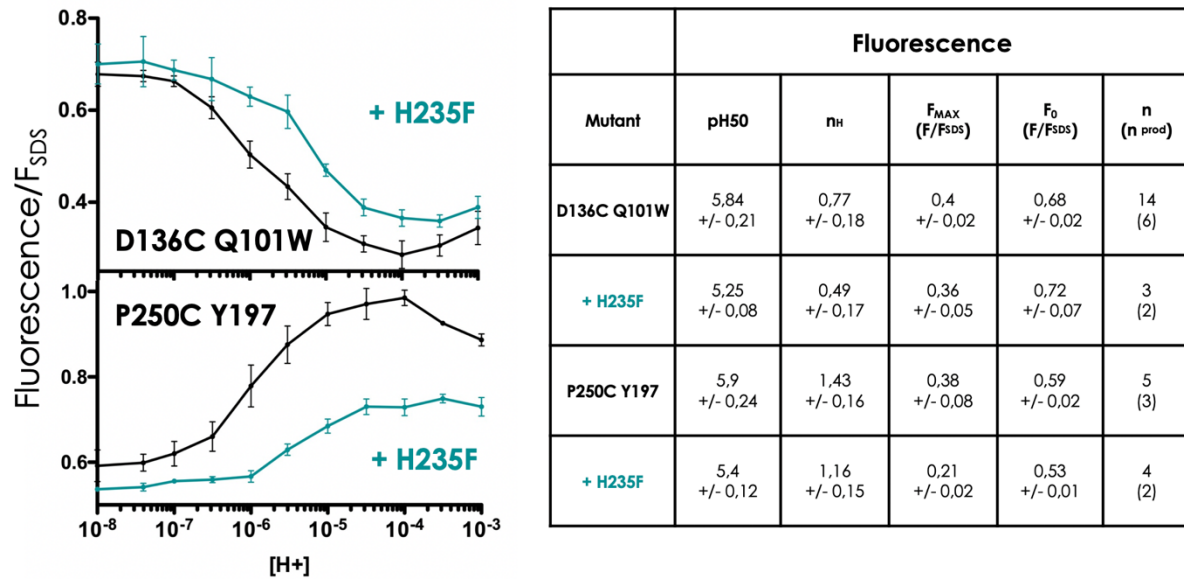 0.8
0.6
0.4
+ H235F
D136C Q101W
1.0
0.8
0.6
P250C Y197
+ H235F
Fluorescence/F_SDS
10^-8 10^-7 10^-6 10^-5 10^-4 10^-3
[H+]
Fluorescence
Mutant pH50 nH FMAX (F/FSDS) F0 (F/FSDS) n (n prod)
D136C Q101W 5,84 +/- 0,21 0,77 +/- 0,18 0,4 +/- 0,02 0,68 +/- 0,02 14 (6)
+ H235F 5,25 +/- 0,08 0,49 +/- 0,17 0,36 +/- 0,05 0,72 +/- 0,07 3 (2)
P250C Y197 5,9 +/- 0,24 1,43 +/- 0,16 0,38 +/- 0,08 0,59 +/- 0,02 5 (3)
+ H235F 5,4 +/- 0,12 1,16 +/- 0,15 0,21 +/- 0,02 0,53 +/- 0,01 4 (2)